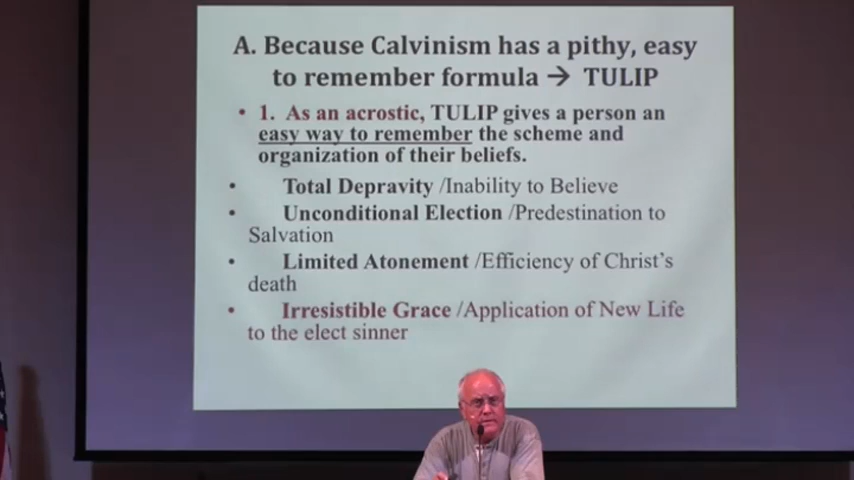 A. Because Calvinism has a pithy, easy
to remember formula → TULIP
• 1. As an acrostic, TULIP gives a person an
easy way to remember the scheme and
organization of their beliefs.
• Total Depravity /Inability to Believe
• Unconditional Election /Predestination to
Salvation
• Limited Atonement /Efficiency of Christ's
death
• Irresistible Grace /Application of New Life
to the elect sinner